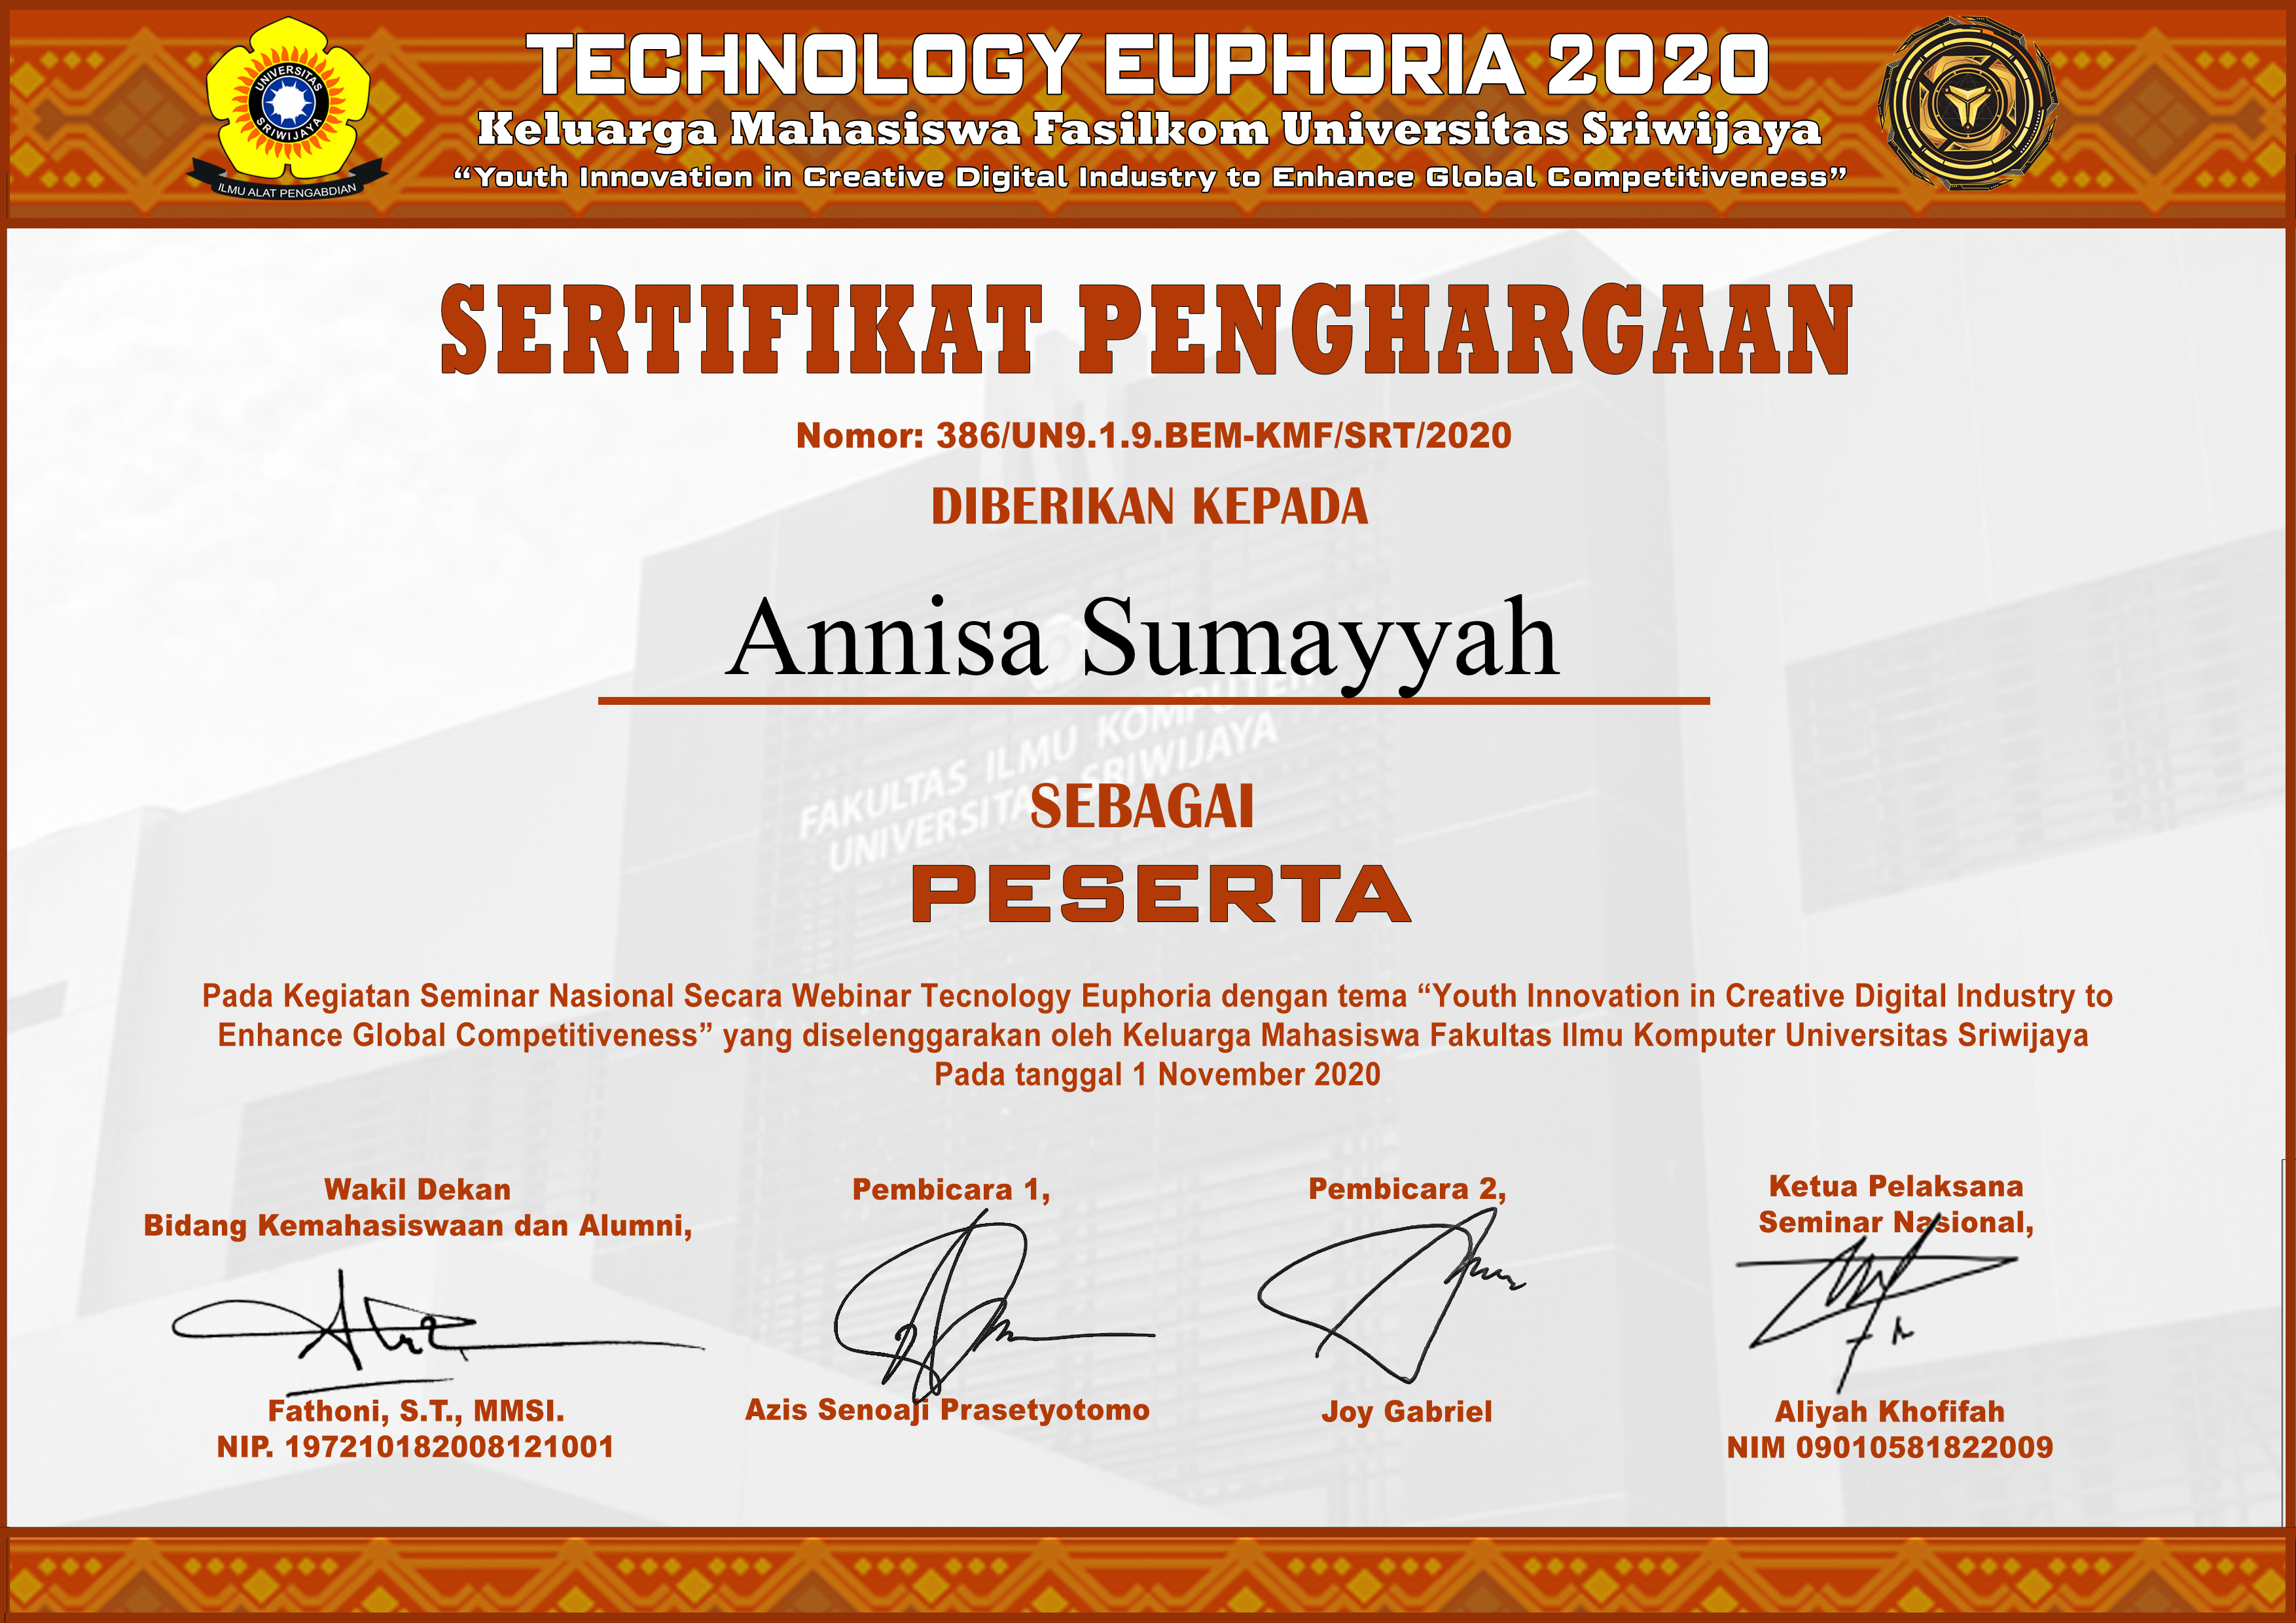 UNIVERSITAS
SRIWIJAYA
ILMU ALAT PENGABDIAN
TECHNOLOGY EUPHORIA 2020
Keluarga Mahasiswa Fasilkom Universitas Sriwijaya
“Youth Innovation in Creative Digital Industry to Enhance Global Competitiveness”
SERTIFIKAT PENGHARGAAN
Nomor: 386/UN9.1.9.BEM-KMF/SRT/2020
DIBERIKAN KEPADA
Annisa Sumayyah
FAKULTAS ILMU KOMPUTER
UNIVERSITAS SRIWIJAYA
SEBAGAI
PESERTA
Pada Kegiatan Seminar Nasional Secara Webinar Tecnology Euphoria dengan tema “Youth Innovation in Creative Digital Industry to
Enhance Global Competitiveness” yang diselenggarakan oleh Keluarga Mahasiswa Fakultas Ilmu Komputer Universitas Sriwijaya
Pada tanggal 1 November 2020
Wakil Dekan
Bidang Kemahasiswaan dan Alumni,
Fathoni, S.T., MMSI.
NIP. 197210182008121001
Pembicara 1,
Azis Senoaji Prasetyotomo
Pembicara 2,
Joy Gabriel
Ketua Pelaksana
Seminar Nasional,
Aliyah Khofifah
NIM 09010581822009